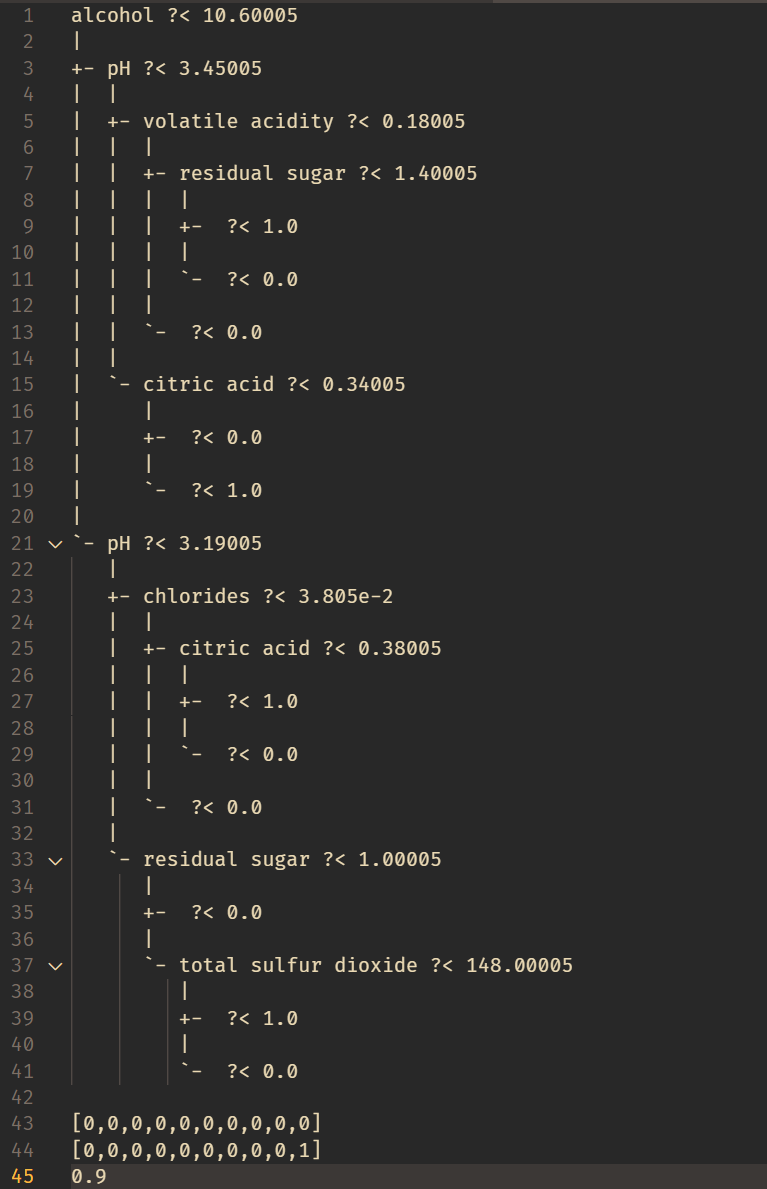 1 alcohol ?< 10.60005
2 |
3 +- pH ?< 3.45005
4 |  |
5 |  +- volatile acidity ?< 0.18005
6 |  |  |
7 |  |  +- residual sugar ?< 1.40005
8 |  |  |  |
9 |  |  |  +-  ?< 1.0
10 |  |  |  |
11 |  |  |  `-  ?< 0.0
12 |  |  |
13 |  |  `-  ?< 0.0
14 |  |
15 |  `- citric acid ?< 0.34005
16 |     |
17 |     +-  ?< 0.0
18 |     |
19 |     `-  ?< 1.0
20 |
21 `- pH ?< 3.19005
22    |
23    +- chlorides ?< 3.805e-2
24    |  |
25    |  +- citric acid ?< 0.38005
26    |  |  |
27    |  |  +-  ?< 1.0
28    |  |  |
29    |  |  `-  ?< 0.0
30    |  |
31    |  `-  ?< 0.0
32    |
33    `- residual sugar ?< 1.00005
34       |
35       +-  ?< 0.0
36       |
37       `- total sulfur dioxide ?< 148.00005
38          |
39          +-  ?< 1.0
40          |
41          `-  ?< 0.0
42
43 [0,0,0,0,0,0,0,0,0,0]
44 [0,0,0,0,0,0,0,0,0,1]
45 0.9